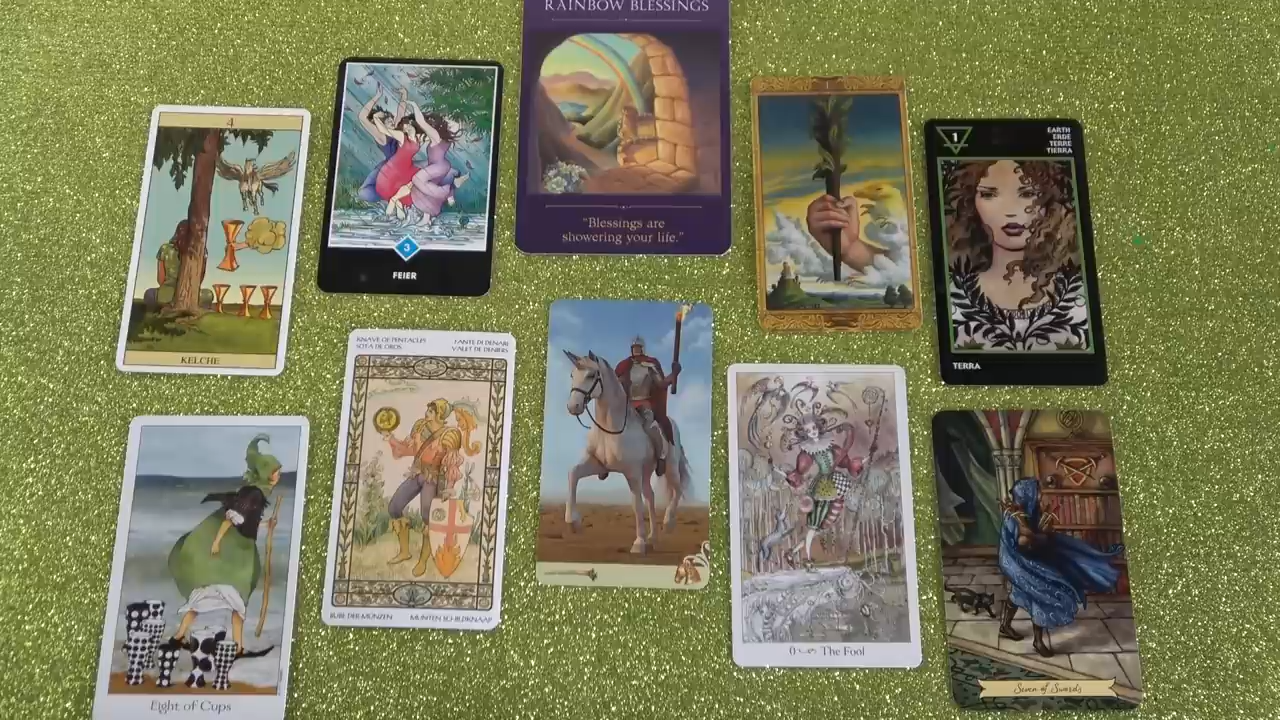 RAINBOW BLESSINGS
"Blessings are
showering your life."
4
KELCHE
3
FEIER
I
1
EARTH
ERDE
TERRE
TIERRA
TERRA
Eight of Cups
KNAVE OF PENTACLES
SOTA DE OROS
FANTE DI DENARI
VALET DE DENIERS
BUBE DER MÜNZEN
MUNTEN SCHILDKNAAP
0 The Fool
Seven of Swords